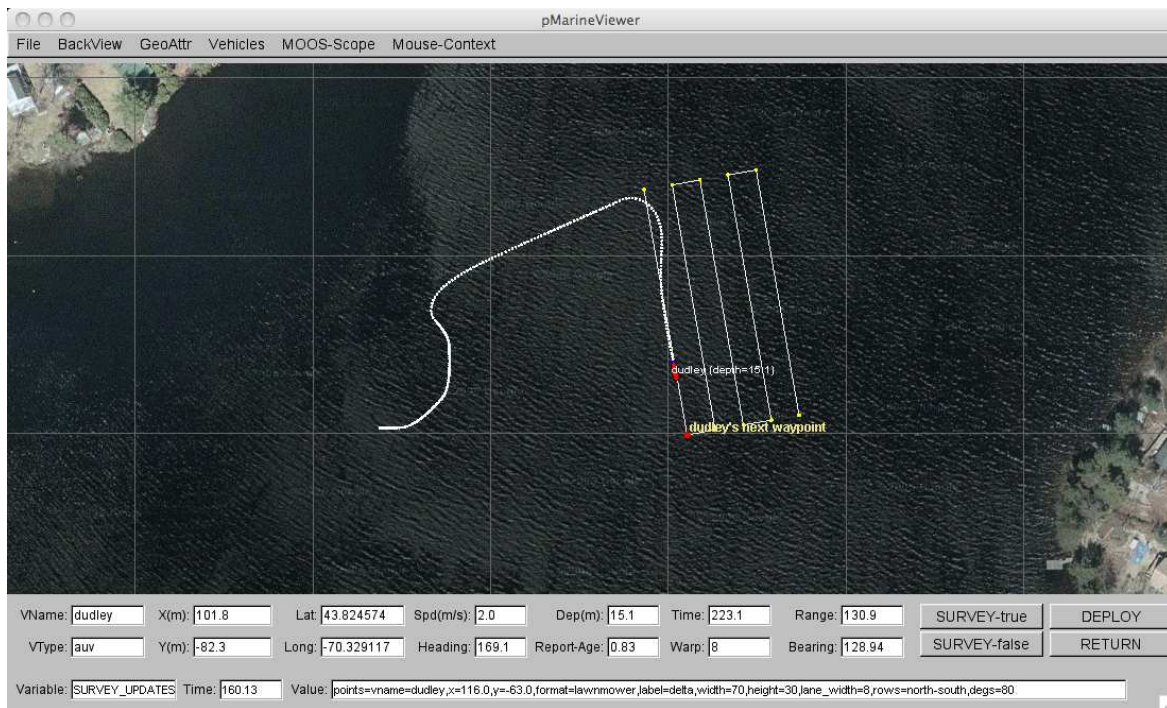 pMarineViewer
File BackView GeoAttr Vehicles MOOS-Scope Mouse-Context
dudley (depth=15.1)
dudley's next waypoint
VName: dudley X(m): 101.8 Lat: 43.824574 Spd(m/s): 2.0 Dep(m): 15.1 Time: 223.1 Range: 130.9 SURVEY-true DEPLOY
VType: auv Y(m): -82.3 Long: -70.329117 Heading: 169.1 Report-Age: 0.83 Warp: 8 Bearing: 128.94 SURVEY-false RETURN
Variable: SURVEY_UPDATES Time: 160.13 Value: points=vname=dudley,x=116.0,y=-63.0,format=lawnmower,label=delta,width=70,height=30,lane_width=8,rows=north-south,degs=80